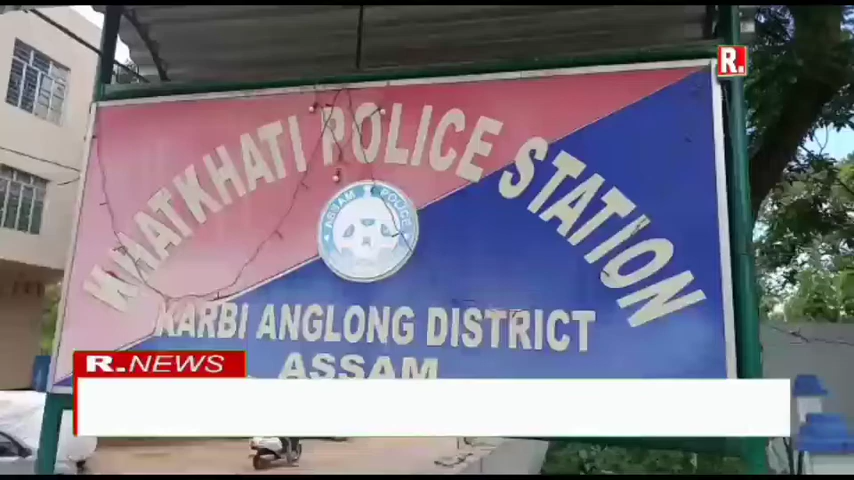 R.
KHATKHATI POLICE STATION
ASSAM POLICE
KARBI ANGLONG DISTRICT
ASSAM
R.NEWS